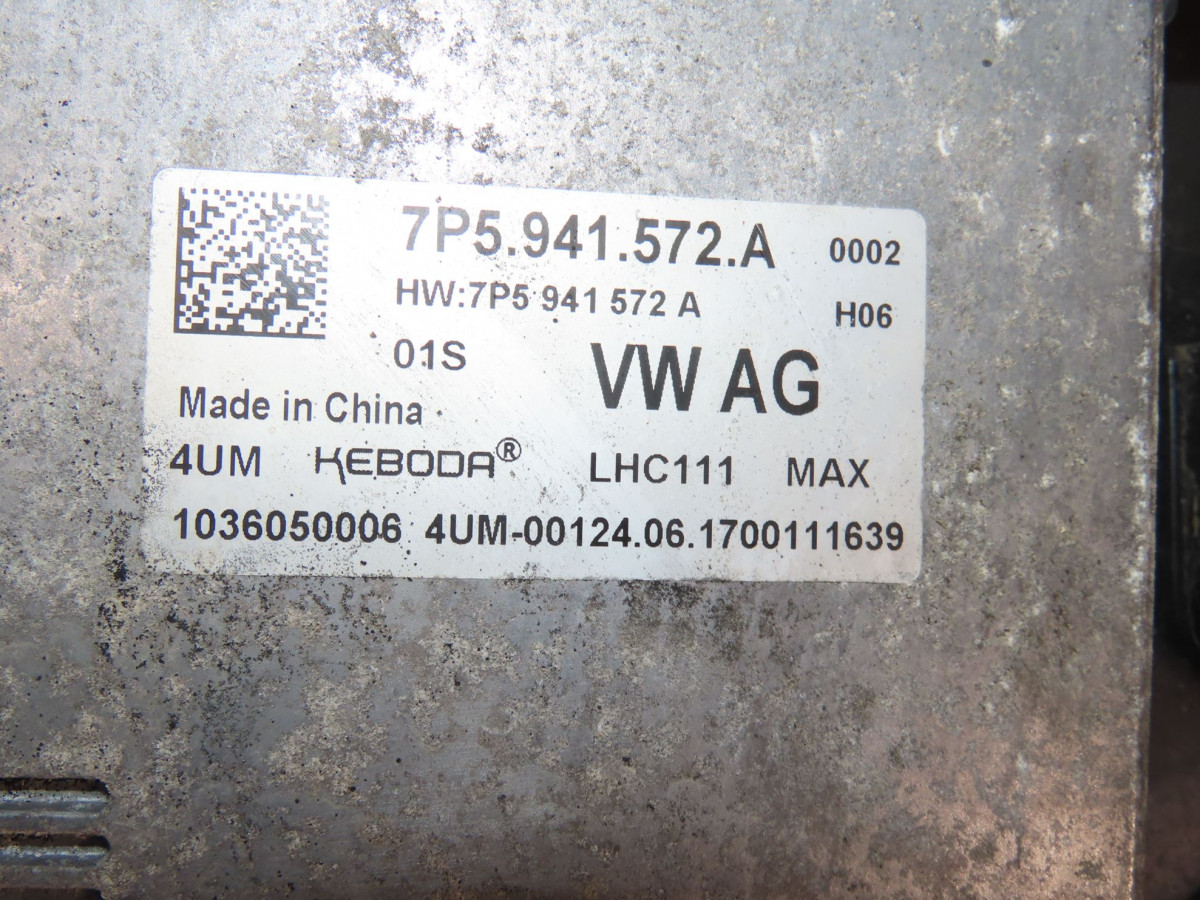 7P5.941.572.A 0002
HW:7P5 941 572 A H06
01S VW AG
Made in China
4UM KEBODA® LHC111 MAX
1036050006 4UM-00124.06.1700111639